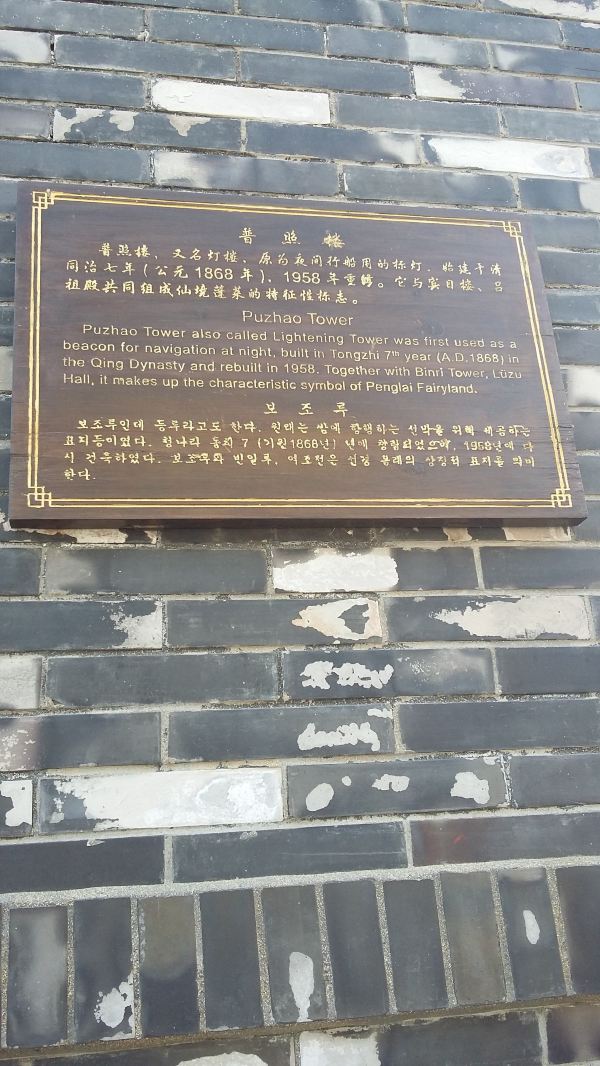 普照楼
普照楼、又名灯楼、原为夜间行船用的标灯．始建于清
同治七年(公元1868年)，1958年重修。它与宾日楼、吕
祖殿共同组成仙境蓬莱的特征性标志。
Puzhao Tower
Puzhao Tower also called Lightening Tower was first used as a
beacon for navigation at night, built in Tongzhi 7th year (A.D.1868) in
the Qing Dynasty and rebuilt in 1958. Together with Binri Tower, Lüzu
Hall, it makes up the characteristic symbol of Penglai Fairyland.
보조루
보조루인데 등루라고도 한다. 원래는 밤에 항행하는 선박을 위해 제공하는
표지등이였다. 청나라 동치 7 (기원1868년) 년에 창립되었으며, 1958년에 다
시 건축하였다. 보조루와 빈일루, 여조전은 선경 봉래의 상징적 표지를 의미
한다.